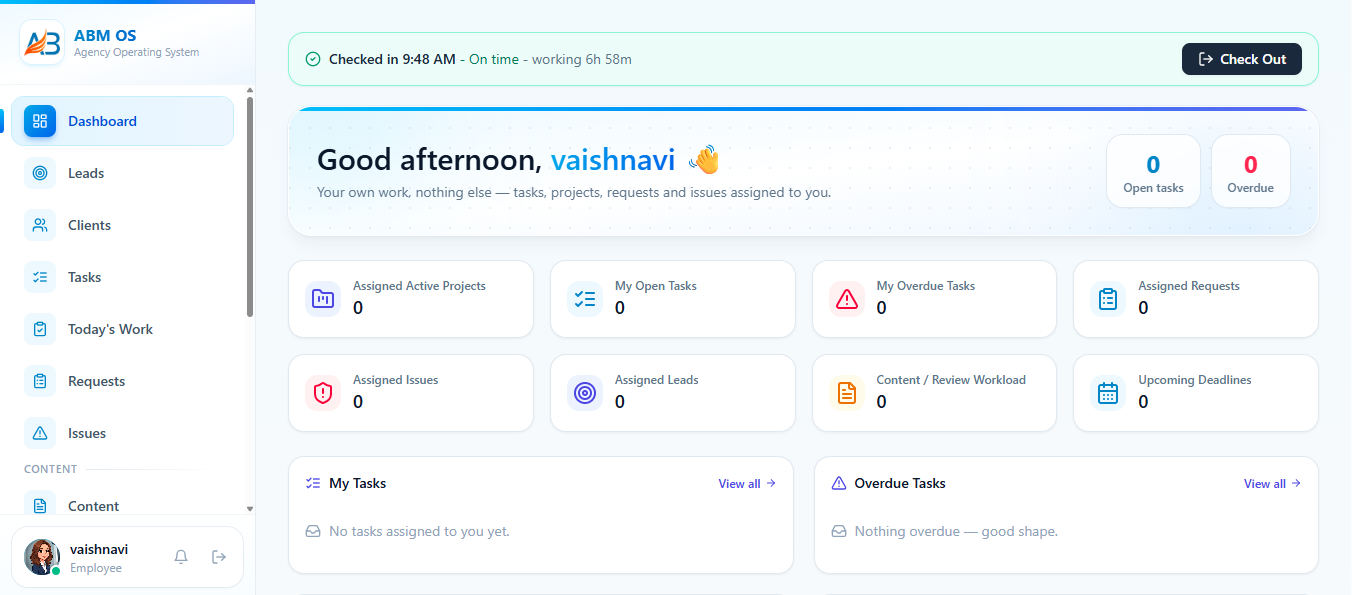 ABM OS
Agency Operating System
Dashboard
Leads
Clients
Tasks
Today's Work
Requests
Issues
CONTENT
Content
vaishnavi
Employee
Checked in 9:48 AM - On time - working 6h 58m
Check Out
Good afternoon, vaishnavi 👋
Your own work, nothing else — tasks, projects, requests and issues assigned to you.
0
Open tasks
0
Overdue
Assigned Active Projects
0
My Open Tasks
0
My Overdue Tasks
0
Assigned Requests
0
Assigned Issues
0
Assigned Leads
0
Content / Review Workload
0
Upcoming Deadlines
0
My Tasks
View all →
No tasks assigned to you yet.
Overdue Tasks
View all →
Nothing overdue — good shape.